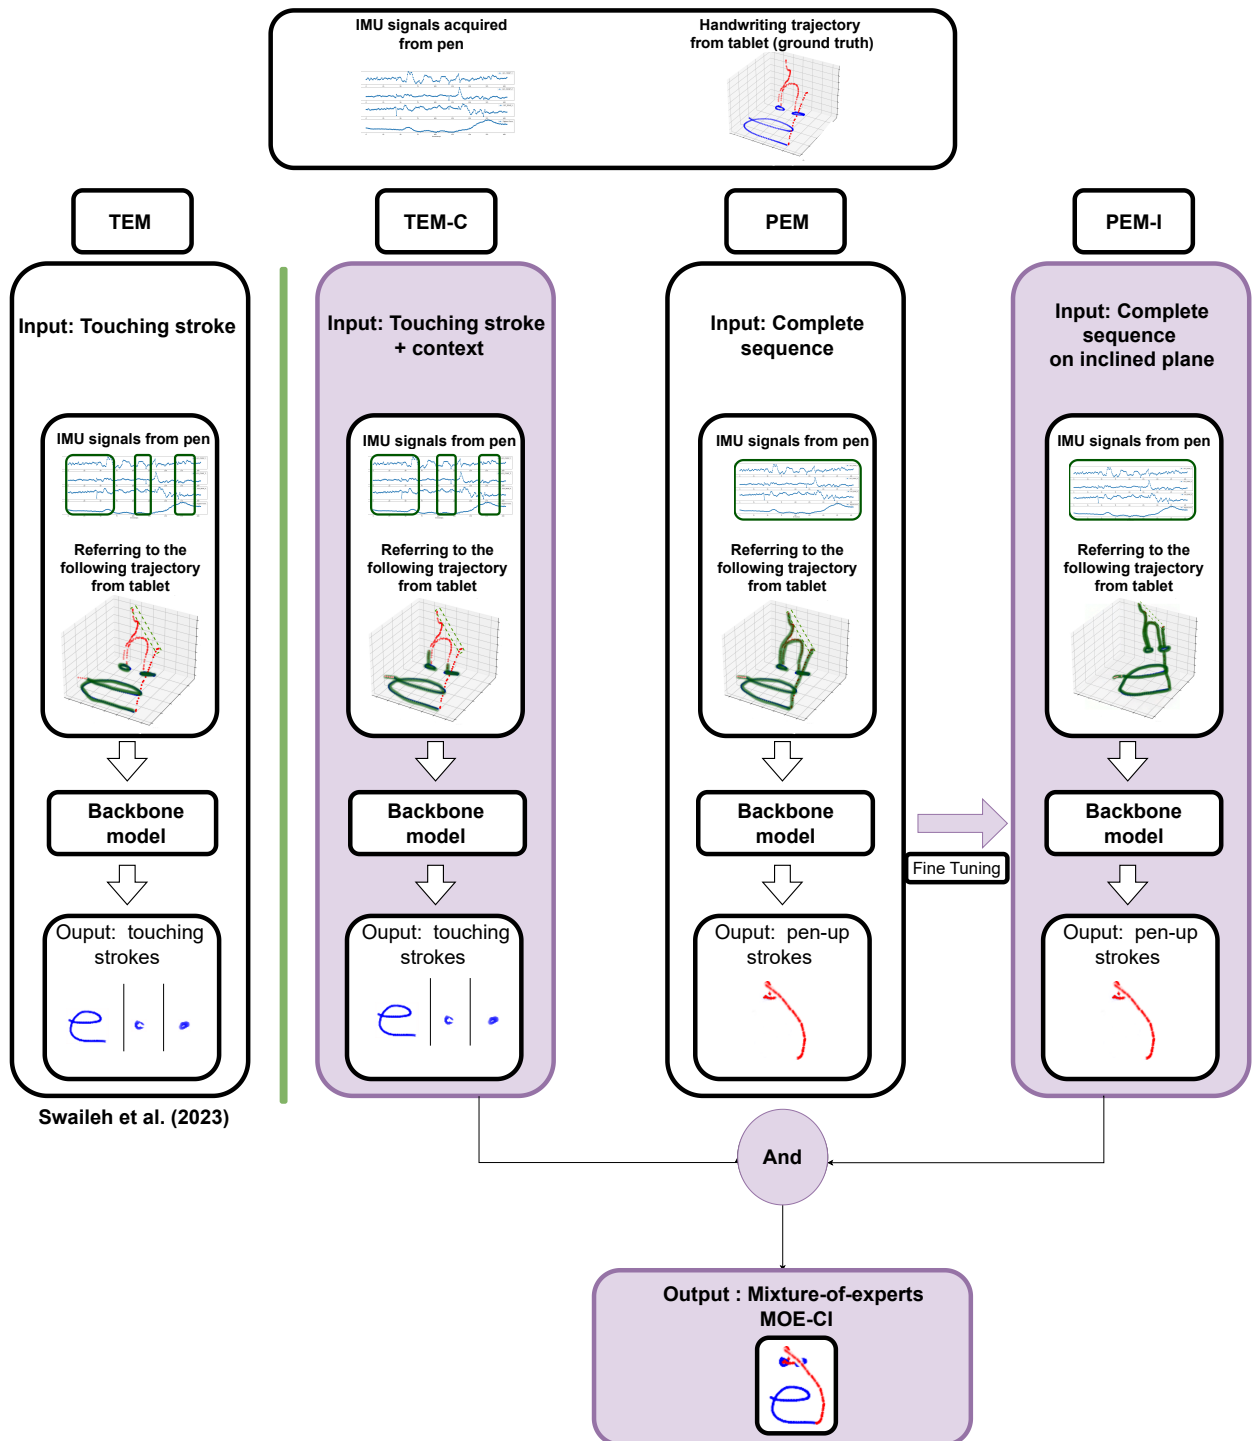 IMU signals acquired
from pen
Handwriting trajectory
from tablet (ground truth)
TEM
TEM-C
PEM
PEM-I
Input: Touching stroke
Input: Touching stroke
+ context
Input: Complete
sequence
Input: Complete
sequence
on inclined plane
IMU signals from pen
IMU signals from pen
IMU signals from pen
IMU signals from pen
Referring to the
following trajectory
from tablet
Referring to the
following trajectory
from tablet
Referring to the
following trajectory
from tablet
Referring to the
following trajectory
from tablet
Backbone
model
Backbone
model
Backbone
model
Backbone
model
Fine Tuning
Ouput: touching
strokes
Ouput: touching
strokes
Ouput: pen-up
strokes
Ouput: pen-up
strokes
Swaileh et al. (2023)
And
Output : Mixture-of-experts
MOE-CI